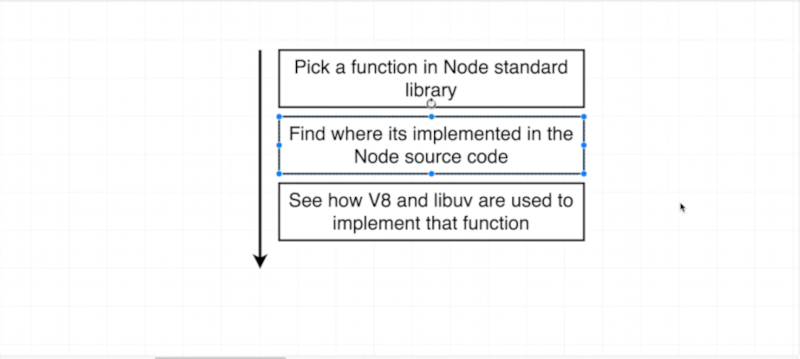 Pick a function in Node standard
library
Find where its implemented in the
Node source code
See how V8 and libuv are used to
implement that function